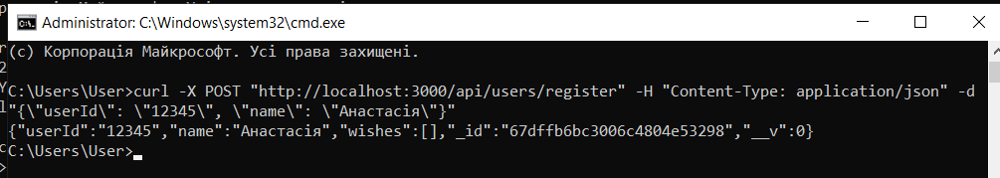 Administrator: C:\Windows\system32\cmd.exe
(c) Корпорація Майкрософт. Усі права захищені.
C:\Users\User>curl -X POST "http://localhost:3000/api/users/register" -H "Content-Type: application/json" -d
"{\"userId\": \"12345\", \"name\": \"Анастасія\"}"
{"userId":"12345","name":"Анастасія","wishes":[],"_id":"67dffb6bc3006c4804e53298","__v":0}
C:\Users\User>